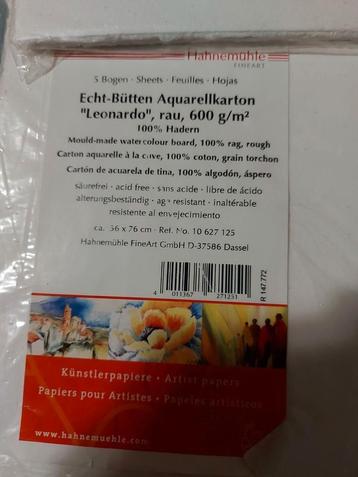 Hahnemühle
FINEART
5 Bogen · Sheets · Feuilles · Hojas
Echt-Bütten Aquarellkarton
"Leonardo", rau, 600 g/m²
100% Hadern
Mould-made watercolour board, 100% rag, rough
Carton aquarelle à la cuve, 100% coton, grain torchon
Cartón de acuarela de tina, 100% algodón, áspero
säurefrei · acid free · sans acide · libre de ácido
alterungsbeständig · age resistant · inaltérable
resistente al envejecimiento
ca. 56 x 76 cm · Ref. No. 10 627 125
Hahnemühle FineArt GmbH D-37586 Dassel
4 011367 271251
R 147 772
Künstlerpapiere · Artist papers
Papiers pour Artistes · Papeles artísticos
www.hahnemuehle.com